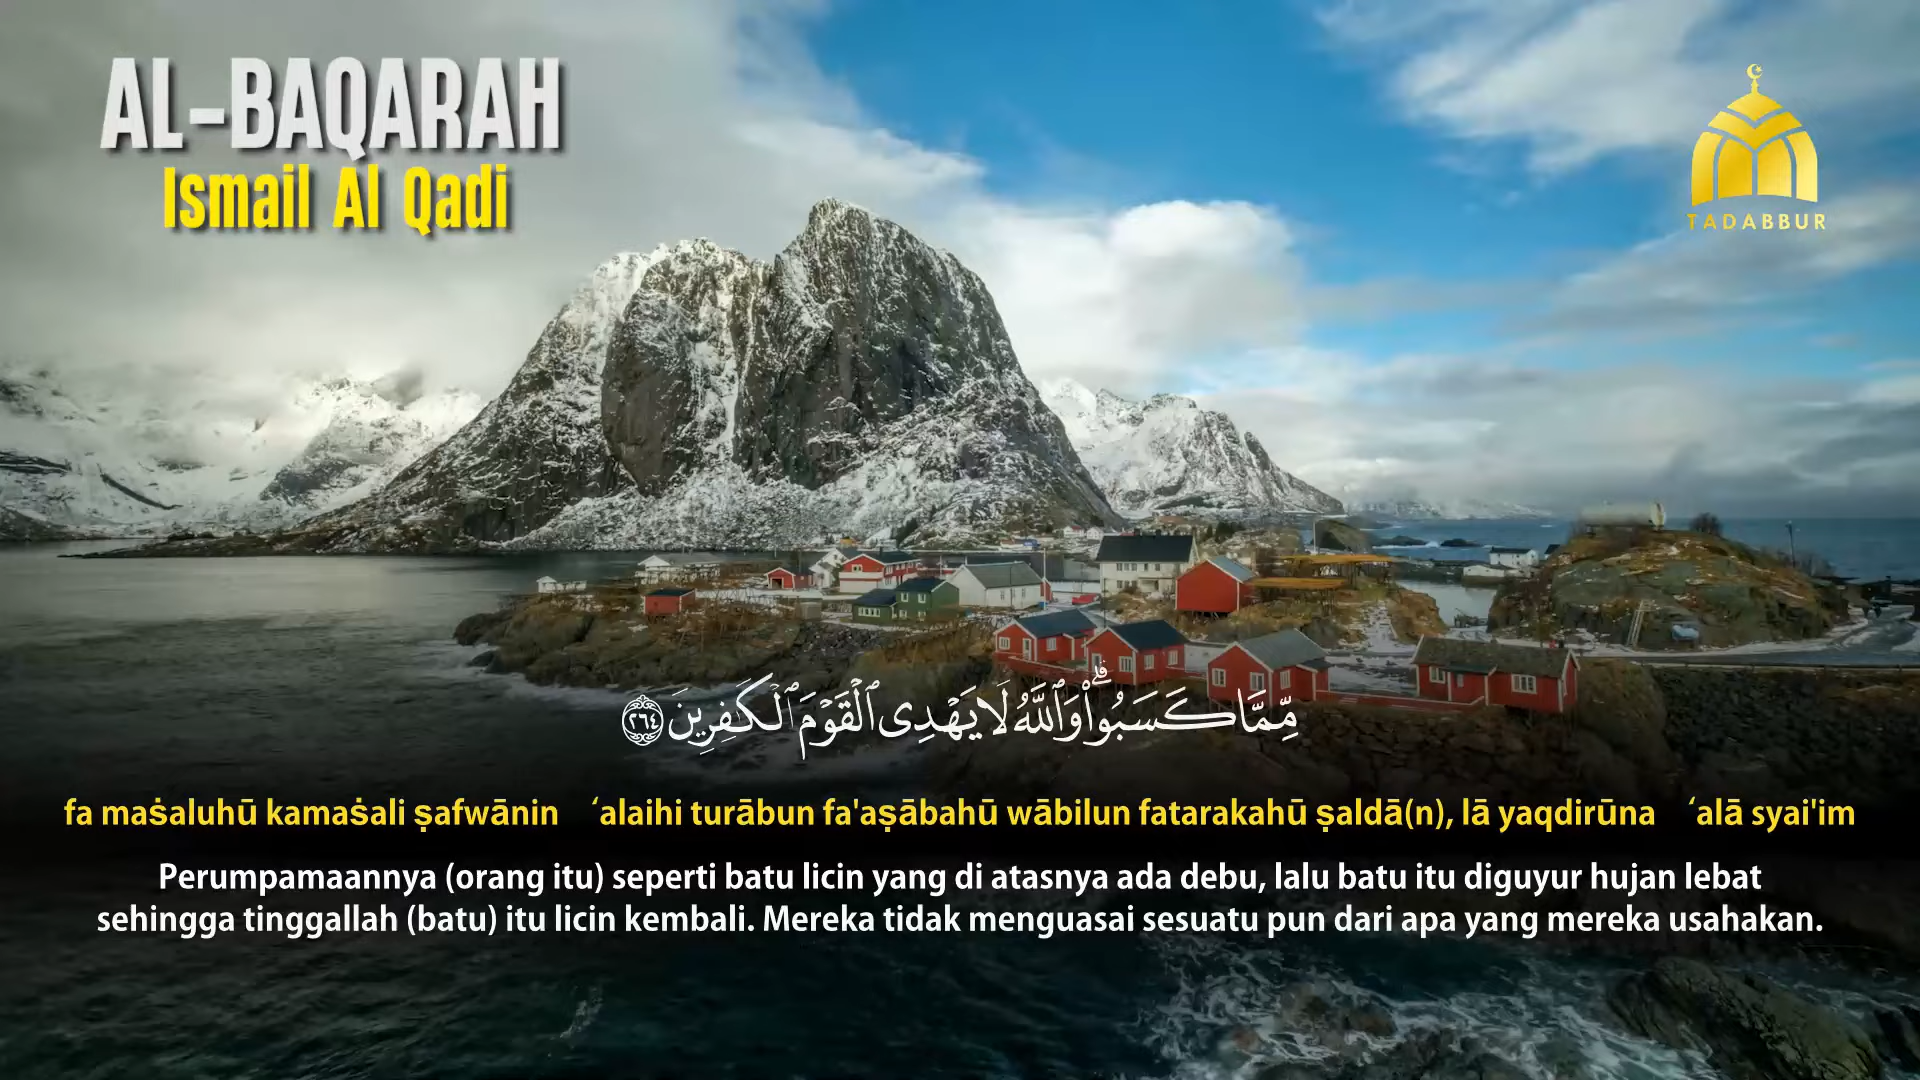 AL-BAQARAH
Ismail Al Qadi
TADABBUR
مِّمَّا كَسَبُوا۟ ۗ وَٱللَّهُ لَا يَهْدِى ٱلْقَوْمَ ٱلْكَـٰفِرِينَ ٢٦٤
fa maṡaluhū kamaṡali ṣafwānin ‘alaihi turābun fa'aṣābahū wābilun fatarakahū ṣaldā(n), lā yaqdirūna ‘alā syai'im
Perumpamaannya (orang itu) seperti batu licin yang di atasnya ada debu, lalu batu itu diguyur hujan lebat
sehingga tinggallah (batu) itu licin kembali. Mereka tidak menguasai sesuatu pun dari apa yang mereka usahakan.